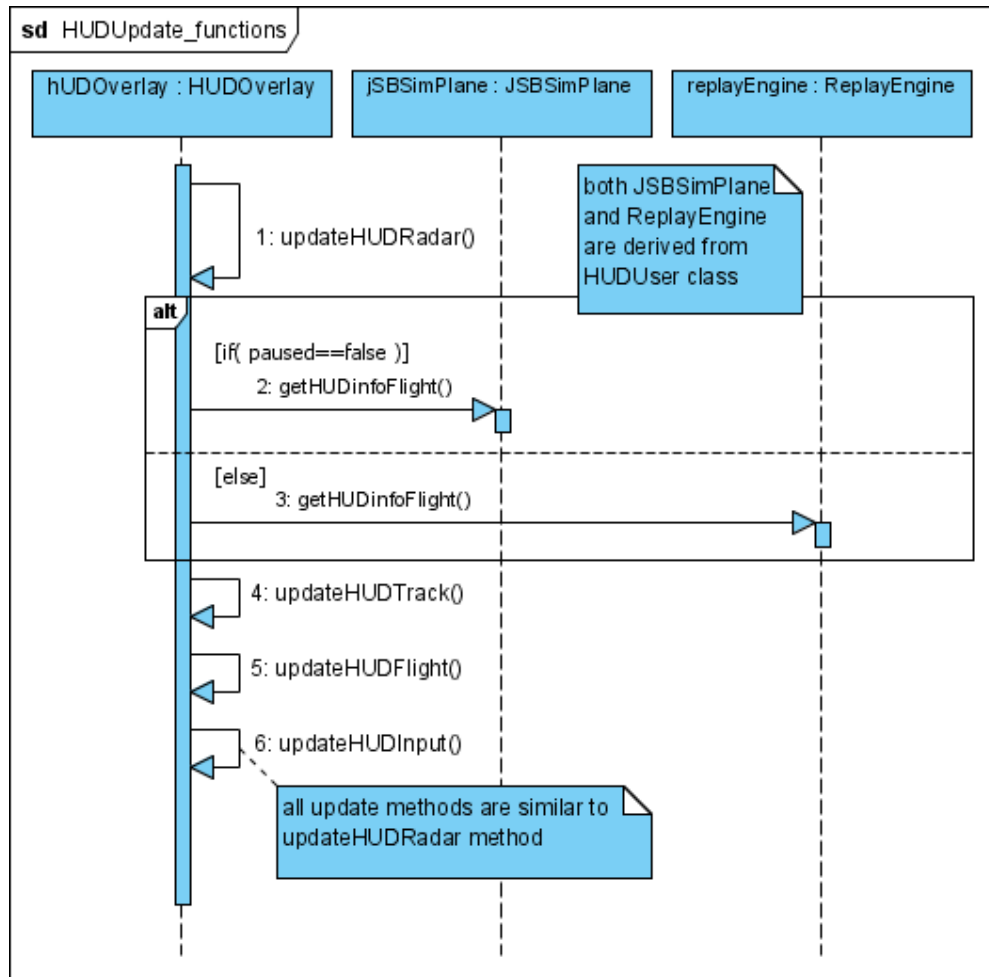 sd HUDUpdate_functions
hUDOverlay : HUDOverlay
jSBSimPlane : JSBSimPlane
replayEngine : ReplayEngine
both JSBSimPlane
and ReplayEngine
are derived from
HUDUser class
1: updateHUDRadar()
alt
[if( paused==false )]
2: getHUDinfoFlight()
[else]
3: getHUDinfoFlight()
4: updateHUDTrack()
5: updateHUDFlight()
6: updateHUDInput()
all update methods are similar to
updateHUDRadar method